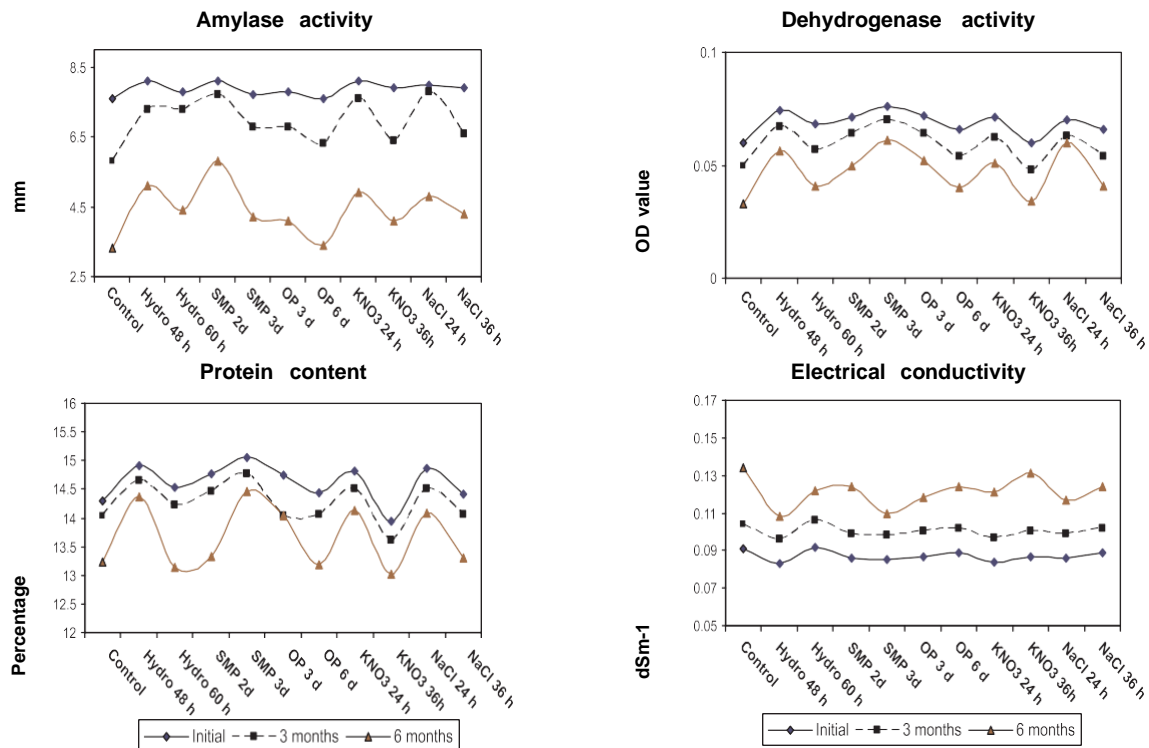 Amylase activity
8.5
6.5
4.5
2.5
mm
Control
Hydro 48 h
Hydro 60 h
SMP 2d
SMP 3d
OP 3 d
OP 6 d
KNO3 24 h
KNO3 36h
NaCl 24 h
NaCl 36 h
Dehydrogenase activity
0.1
0.05
0
OD value
Control
Hydro 48 h
Hydro 60 h
SMP 2d
SMP 3d
OP 3 d
OP 6 d
KNO3 24 h
KNO3 36h
NaCl 24 h
NaCl 36 h
Protein content
16
15.5
15
14.5
14
13.5
13
12.5
12
Percentage
Control
Hydro 48 h
Hydro 60 h
SMP 2d
SMP 3d
OP 3 d
OP 6 d
KNO3 24 h
KNO3 36h
NaCl 24 h
NaCl 36 h
Initial 3 months 6 months
Electrical conductivity
0.17
0.15
0.13
0.11
0.09
0.07
0.05
dSm-1
Control
Hydro 48 h
Hydro 60 h
SMP 2d
SMP 3d
OP 3 d
OP 6 d
KNO3 24 h
KNO3 36h
NaCl 24 h
NaCl 36 h
Initial 3 months 6 months